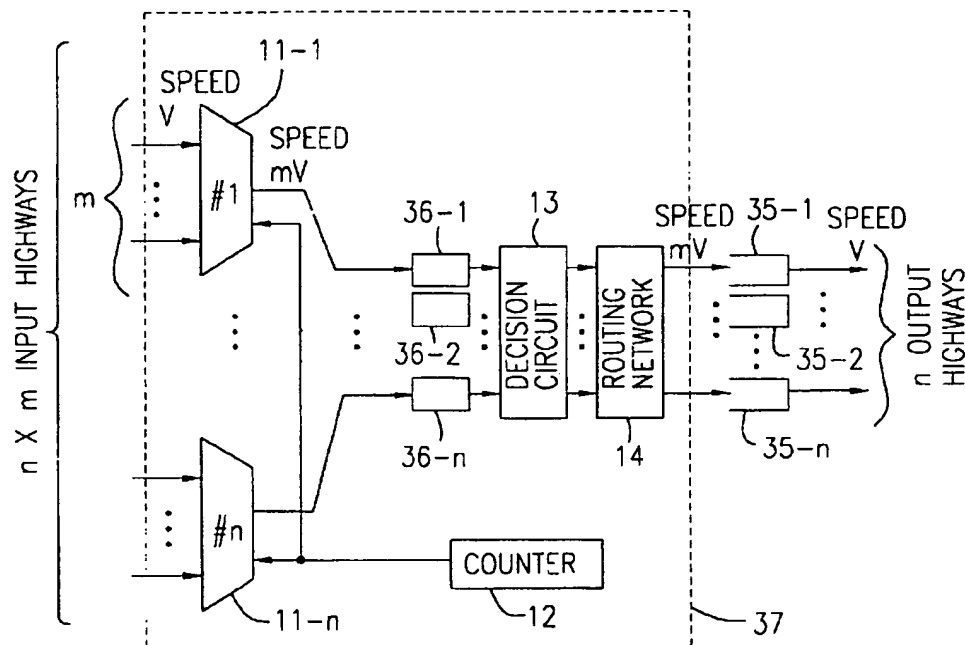 n X m INPUT HIGHWAYS
m
SPEED
V
11-1
#1
SPEED
mV
36-1
36-2
36-n
13
DECISION
CIRCUIT
ROUTING
NETWORK
14
SPEED
mV
35-1
SPEED
V
35-2
35-n
n OUTPUT
HIGHWAYS
#n
11-n
COUNTER
12
37